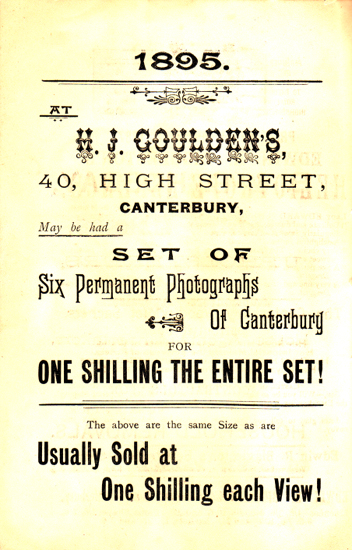 1895.
AT
H. J. GOULDEN'S,
40, HIGH STREET,
CANTERBURY,
May be had a
SET OF
Six Permanent Photographs
Of Canterbury
FOR
ONE SHILLING THE ENTIRE SET!
The above are the same Size as are
Usually Sold at
One Shilling each View!